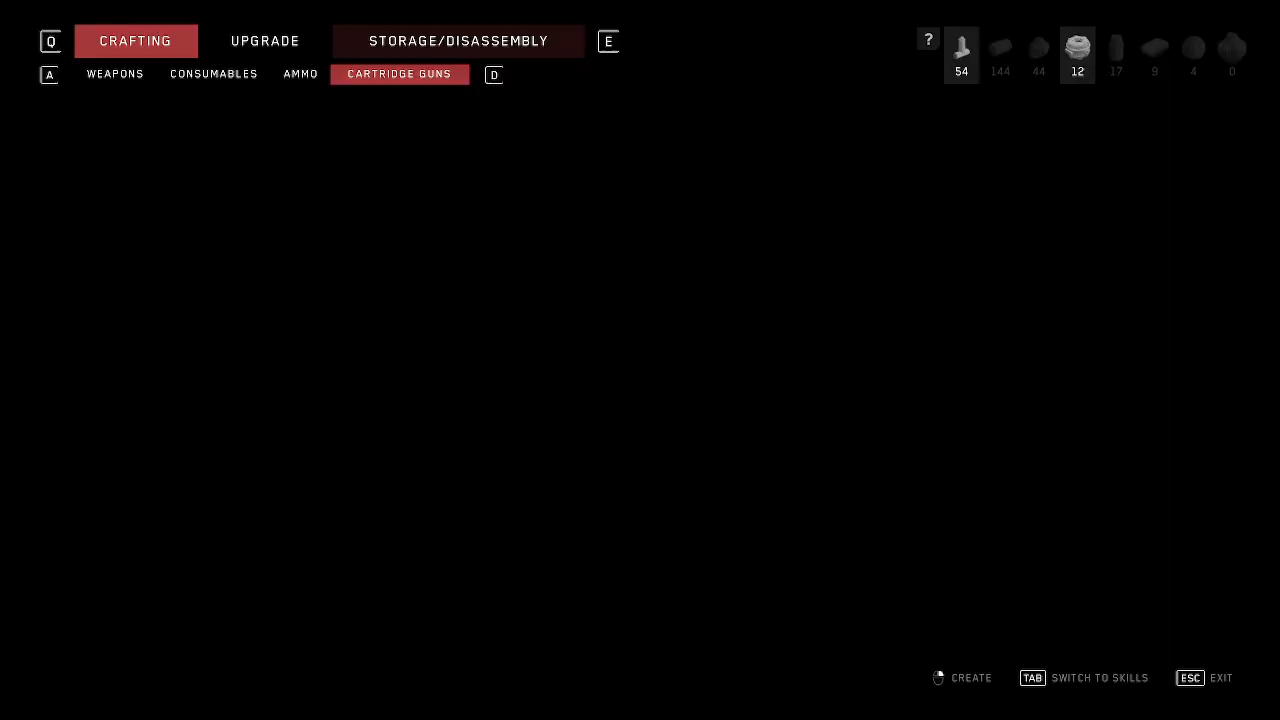 Q CRAFTING UPGRADE STORAGE/DISASSEMBLY E
A WEAPONS CONSUMABLES AMMO CARTRIDGE GUNS D
?
54 144 44 12 17 9 4 0
CREATE TAB SWITCH TO SKILLS ESC EXIT